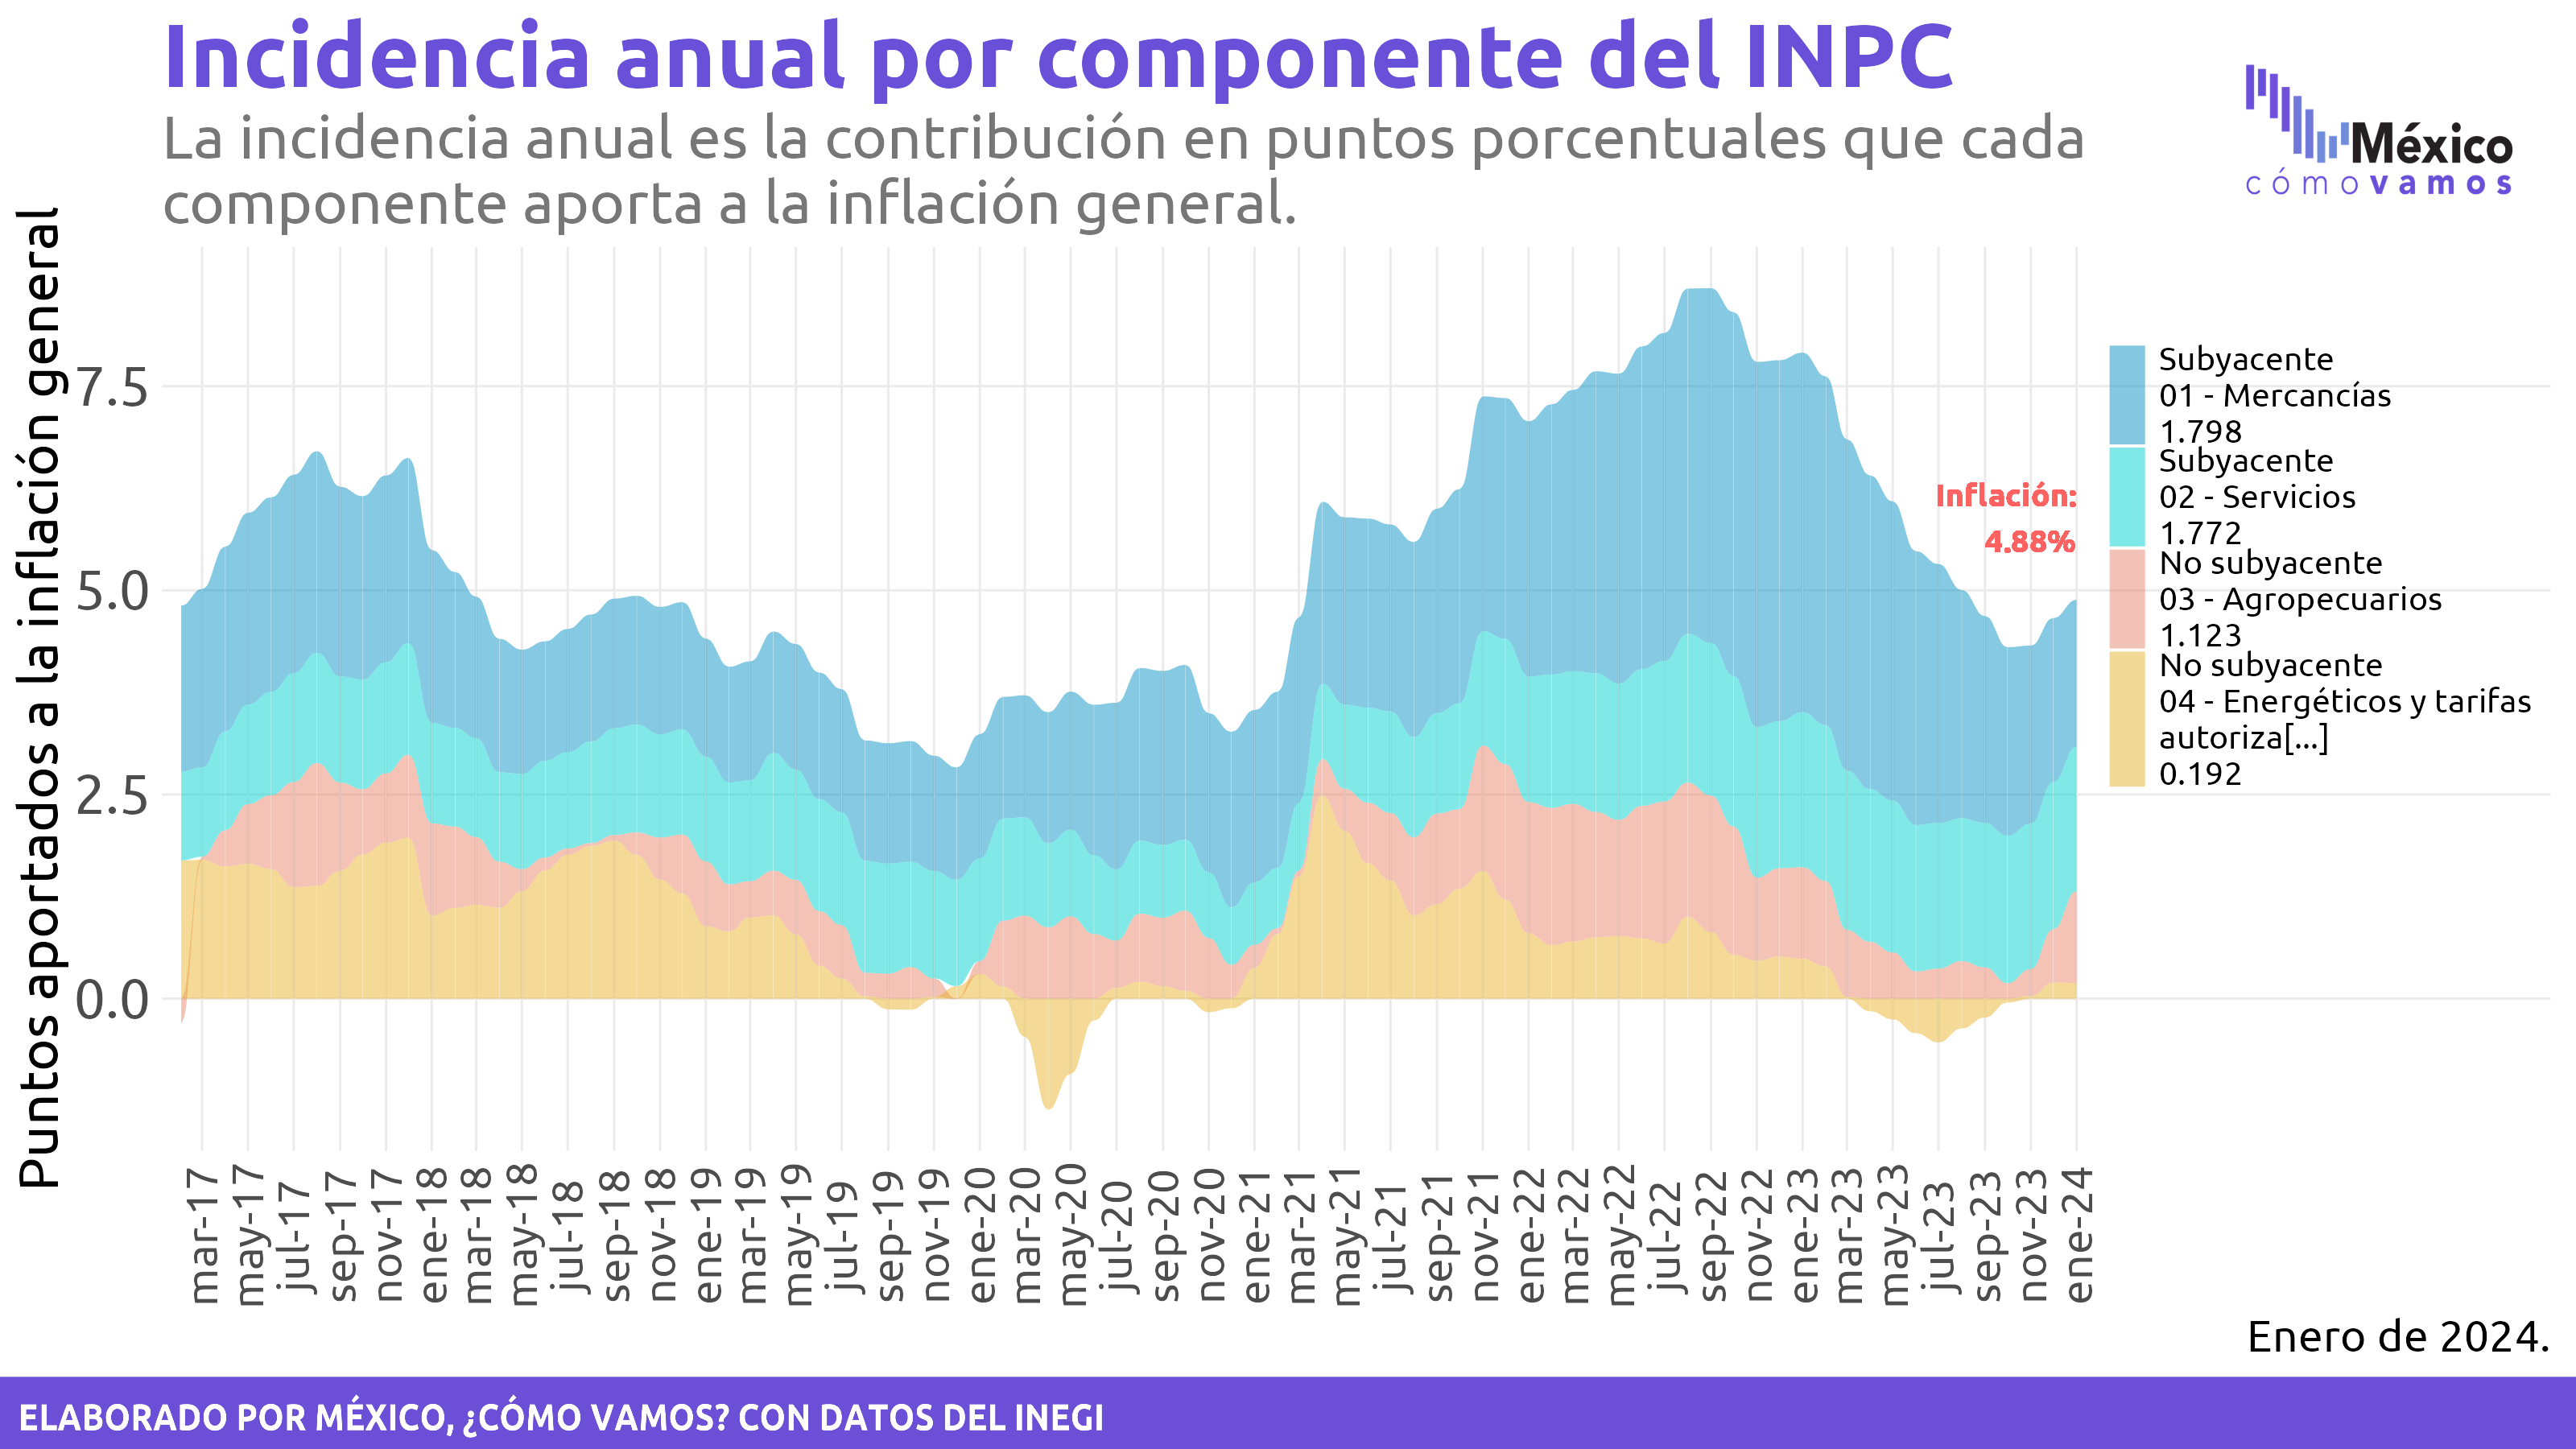 Incidencia anual por componente del INPC
La incidencia anual es la contribución en puntos porcentuales que cada
componente aporta a la inflación general.
México
cómovamos
Puntos aportados a la inflación general
7.5
5.0
2.5
0.0
Inflación:
4.88%
Subyacente
01 - Mercancías
1.798
Subyacente
02 - Servicios
1.772
No subyacente
03 - Agropecuarios
1.123
No subyacente
04 - Energéticos y tarifas
autoriza[...]
0.192
mar-17
may-17
jul-17
sep-17
nov-17
ene-18
mar-18
may-18
jul-18
sep-18
nov-18
ene-19
mar-19
may-19
jul-19
sep-19
nov-19
ene-20
mar-20
may-20
jul-20
sep-20
nov-20
ene-21
mar-21
may-21
jul-21
sep-21
nov-21
ene-22
mar-22
may-22
jul-22
sep-22
nov-22
ene-23
mar-23
may-23
jul-23
sep-23
nov-23
ene-24
Enero de 2024.
ELABORADO POR MÉXICO, ¿CÓMO VAMOS? CON DATOS DEL INEGI